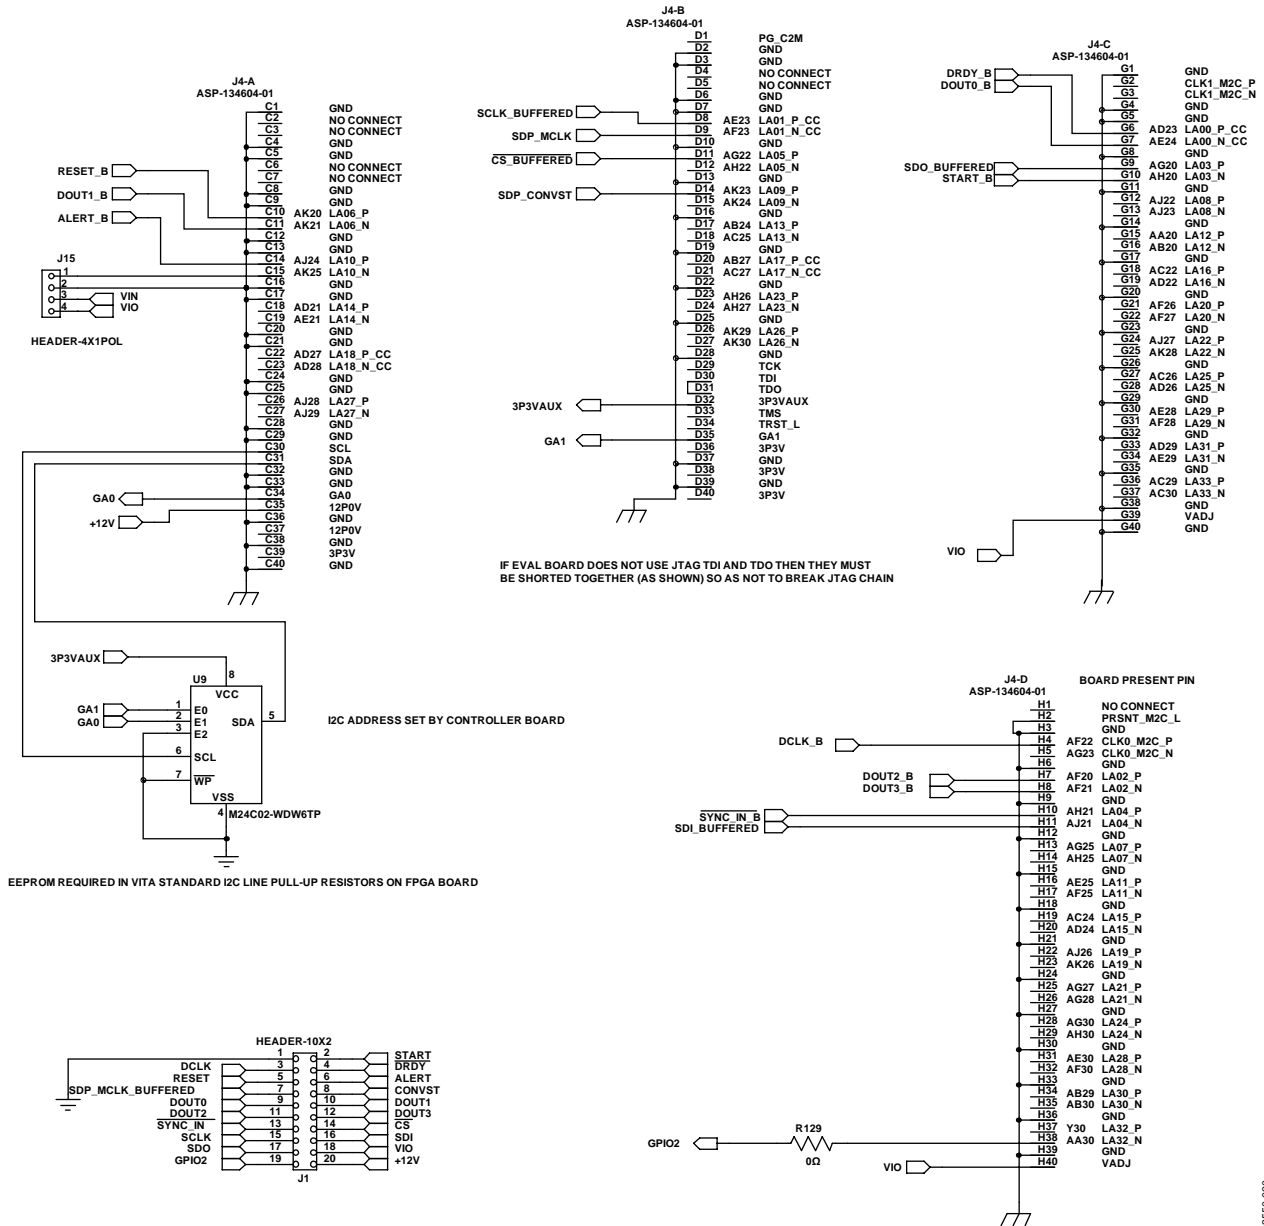 J4-A
ASP-134604-01
C1 GND
C2 NO CONNECT
C3 NO CONNECT
C4 GND
C5 GND
C6 NO CONNECT
C7 NO CONNECT
C8 GND
C9 GND
C10 AK20 LA06_P
C11 AK21 LA06_N
C12 GND
C13 GND
C14 AJ24 LA10_P
C15 AK25 LA10_N
C16 GND
C17 GND
C18 AD21 LA14_P
C19 AE21 LA14_N
C20 GND
C21 GND
C22 AD27 LA18_P_CC
C23 AD28 LA18_N_CC
C24 GND
C25 GND
C26 AJ28 LA27_P
C27 AJ29 LA27_N
C28 GND
C29 GND
C30 SCL
C31 SDA
C32 GND
C33 GND
C34 GA0
C35 12P0V
C36 GND
C37 12P0V
C38 GND
C39 3P3V
C40 GND
RESET_B
DOUT1_B
ALERT_B
J15
1
2
3 VIN
4 VIO
HEADER-4X1POL
GA0
+12V
J4-B
ASP-134604-01
D1 PG_C2M
D2 GND
D3 GND
D4 NO CONNECT
D5 NO CONNECT
D6 GND
D7 GND
D8 AE23 LA01_P_CC
D9 AF23 LA01_N_CC
D10 GND
D11 AG22 LA05_P
D12 AH22 LA05_N
D13 GND
D14 AK23 LA09_P
D15 AK24 LA09_N
D16 GND
D17 AB24 LA13_P
D18 AC25 LA13_N
D19 GND
D20 AB27 LA17_P_CC
D21 AC27 LA17_N_CC
D22 GND
D23 AH26 LA23_P
D24 AH27 LA23_N
D25 GND
D26 AK29 LA26_P
D27 AK30 LA26_N
D28 GND
D29 TCK
D30 TDI
D31 TDO
D32 3P3VAUX
D33 TMS
D34 TRST_L
D35 GA1
D36 3P3V
D37 GND
D38 3P3V
D39 GND
D40 3P3V
SCLK_BUFFERED
SDP_MCLK
CS_BUFFERED
SDP_CONVST
3P3VAUX
GA1
IF EVAL BOARD DOES NOT USE JTAG TDI AND TDO THEN THEY MUST
BE SHORTED TOGETHER (AS SHOWN) SO AS NOT TO BREAK JTAG CHAIN
J4-C
ASP-134604-01
G1 GND
G2 CLK1_M2C_P
G3 CLK1_M2C_N
G4 GND
G5 GND
G6 AD23 LA00_P_CC
G7 AE24 LA00_N_CC
G8 GND
G9 AG20 LA03_P
G10 AH20 LA03_N
G11 GND
G12 AJ22 LA08_P
G13 AJ23 LA08_N
G14 GND
G15 AA20 LA12_P
G16 AB20 LA12_N
G17 GND
G18 AC22 LA16_P
G19 AD22 LA16_N
G20 GND
G21 AF26 LA20_P
G22 AF27 LA20_N
G23 GND
G24 AJ27 LA22_P
G25 AK28 LA22_N
G26 GND
G27 AC26 LA25_P
G28 AD26 LA25_N
G29 GND
G30 AE28 LA29_P
G31 AF28 LA29_N
G32 GND
G33 AD29 LA31_P
G34 AE29 LA31_N
G35 GND
G36 AC29 LA33_P
G37 AC30 LA33_N
G38 GND
G39 VADJ
G40 GND
DRDY_B
DOUT0_B
SDO_BUFFERED
START_B
VIO
3P3VAUX
U9
8
VCC
GA1 1 E0
GA0 2 E1
3 E2
SDA 5
6 SCL
7 WP
VSS
4 M24C02-WDW6TP
I2C ADDRESS SET BY CONTROLLER BOARD
EEPROM REQUIRED IN VITA STANDARD I2C LINE PULL-UP RESISTORS ON FPGA BOARD
J4-D
ASP-134604-01
BOARD PRESENT PIN
H1 NO CONNECT
H2 PRSNT_M2C_L
H3 GND
H4 AF22 CLK0_M2C_P
H5 AG23 CLK0_M2C_N
H6 GND
H7 AF20 LA02_P
H8 AF21 LA02_N
H9 GND
H10 AH21 LA04_P
H11 AJ21 LA04_N
H12 GND
H13 AG25 LA07_P
H14 AH25 LA07_N
H15 GND
H16 AE25 LA11_P
H17 AF25 LA11_N
H18 GND
H19 AC24 LA15_P
H20 AD24 LA15_N
H21 GND
H22 AJ26 LA19_P
H23 AK26 LA19_N
H24 GND
H25 AG27 LA21_P
H26 AG28 LA21_N
H27 GND
H28 AG30 LA24_P
H29 AH30 LA24_N
H30 GND
H31 AE30 LA28_P
H32 AF30 LA28_N
H33 GND
H34 AB29 LA30_P
H35 AB30 LA30_N
H36 GND
H37 Y30 LA32_P
H38 AA30 LA32_N
H39 GND
H40 VADJ
DCLK_B
DOUT2_B
DOUT3_B
SYNC_IN_B
SDI_BUFFERED
GPIO2
R129
0Ω
VIO
HEADER-10X2
1 2 START
DCLK 3 4 DRDY
RESET 5 6 ALERT
SDP_MCLK_BUFFERED 7 8 CONVST
DOUT0 9 10 DOUT1
DOUT2 11 12 DOUT3
SYNC_IN 13 14 CS
SCLK 15 16 SDI
SDO 17 18 VIO
GPIO2 19 20 +12V
J1